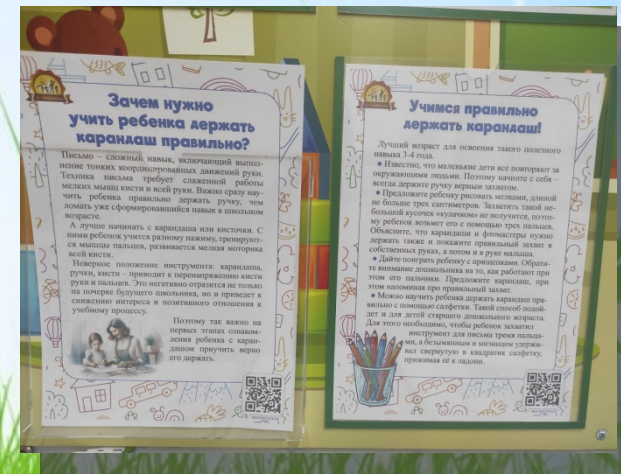 Зачем нужно
учить ребенка держать
карандаш правильно?
Письмо – сложный навык, включающий выпол-
нение тонких координированных движений руки.
Техника письма требует слаженной работы
мелких мышц кисти и всей руки. Важно сразу нау-
чить ребенка правильно держать ручку, чем
ломать уже сформировавшийся навык в школьном
возрасте.
А лучше начинать с карандаша или кисточки. С
ними ребенок учится разному нажиму, тренируют-
ся мышцы пальцев, развивается мелкая моторика
всей кисти.
Неверное положение инструмента: карандаша,
ручки, кисти – приводит к перенапряжению кисти
руки и пальцев. Это негативно отразится не только
на почерке будущего школьника, но и приведет к
снижению интереса и позитивного отношения к
учебному процессу.
Поэтому так важно на
первых этапах ознаком-
ления ребенка с каран-
дашом приучить верно
его держать.
Учимся правильно
держать карандаш!
Лучший возраст для освоения такого полезного
навыка 3-4 года.
• Известно, что маленькие дети все повторяют за
окружающими людьми. Поэтому начните с себя –
всегда держите ручку верным захватом.
• Предложите ребенку рисовать мелками, длиной
не больше трех сантиметров. Захватить такой не-
большой кусочек «кулачком» не получится, поэто-
му ребенок возьмет его с помощью трех пальцев.
Объясните, что карандаши и фломастеры нужно
держать также и покажите правильный захват в
собственных руках, а потом и в руке малыша.
• Дайте поиграть ребенку с прищепками. Обрати-
те внимание дошкольника на то, как работают при
этом его пальчики. Предложите карандаш, при
этом напоминая про правильный захват.
• Можно научить ребенка держать карандаш пра-
вильно с помощью салфетки. Такой способ подой-
дет и для детей старшего дошкольного возраста.
Для этого необходимо, чтобы ребенок захватил
инструмент для письма тремя пальца-
ми, а безымянным и мизинцем удержи-
вал свернутую в квадратик салфетку,
прижимая её к ладони.